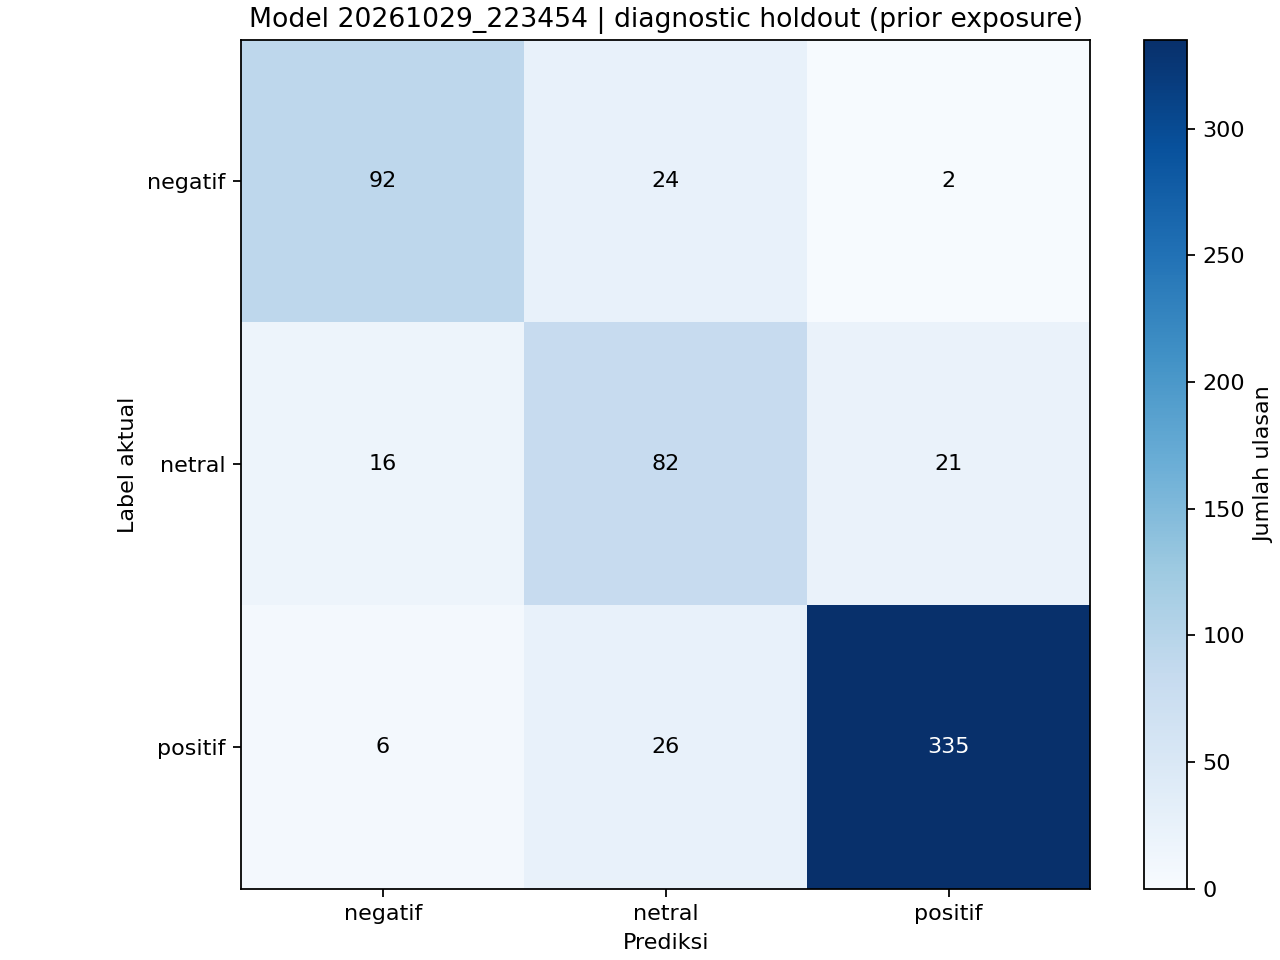 Model 20261029_223454 | diagnostic holdout (prior exposure)
negatif
92
24
2
netral
16
82
21
positif
6
26
335
negatif
netral
positif
Prediksi
Label aktual
300
250
200
150
100
50
0
Jumlah ulasan